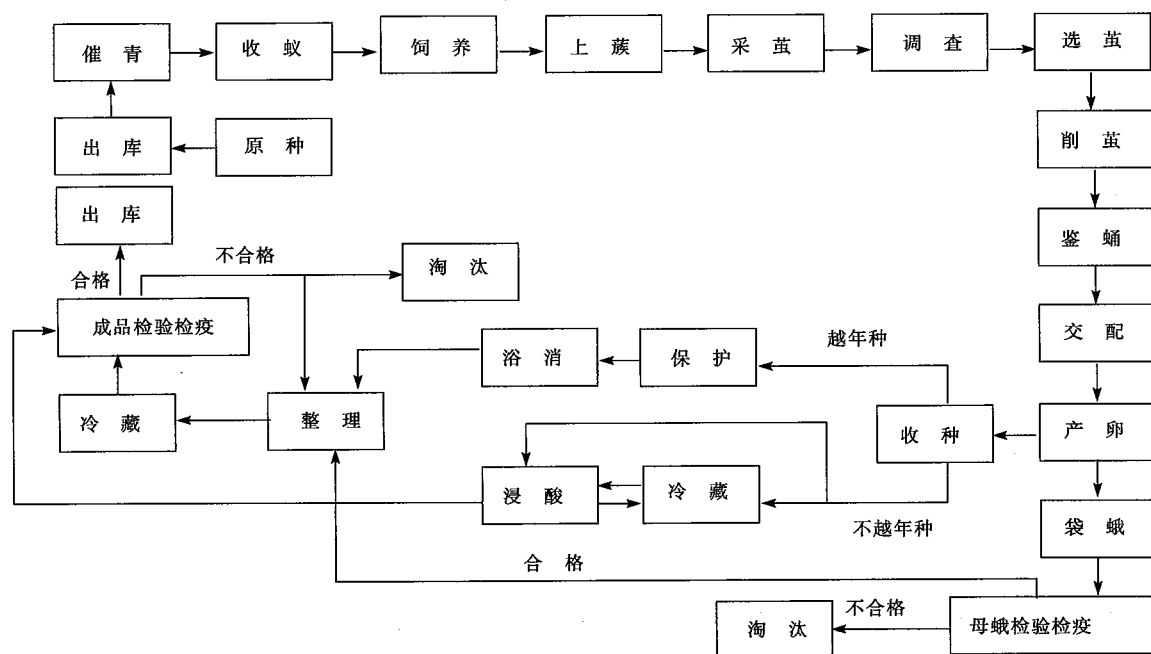 催青
收蚁
饲养
上蔟
采茧
调查
选茧
出库
原种
削茧
出库
鉴蛹
不合格
合格
淘汰
成品检验检疫
交配
越年种
浴消
保护
冷藏
整理
收种
产卵
浸酸
冷藏
不越年种
袋蛾
合格
不合格
淘汰
母蛾检验检疫